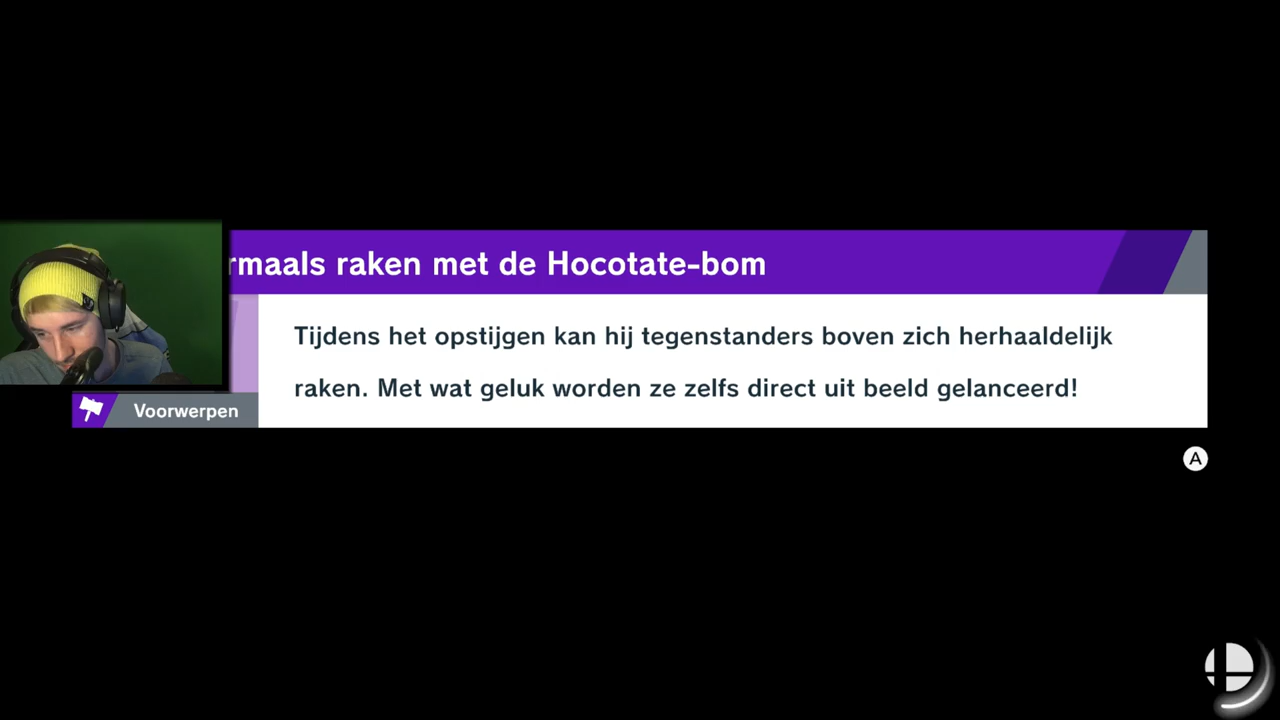 rmaals raken met de Hocotate-bom
Tijdens het opstijgen kan hij tegenstanders boven zich herhaaldelijk
raken. Met wat geluk worden ze zelfs direct uit beeld gelanceerd!
Voorwerpen
A